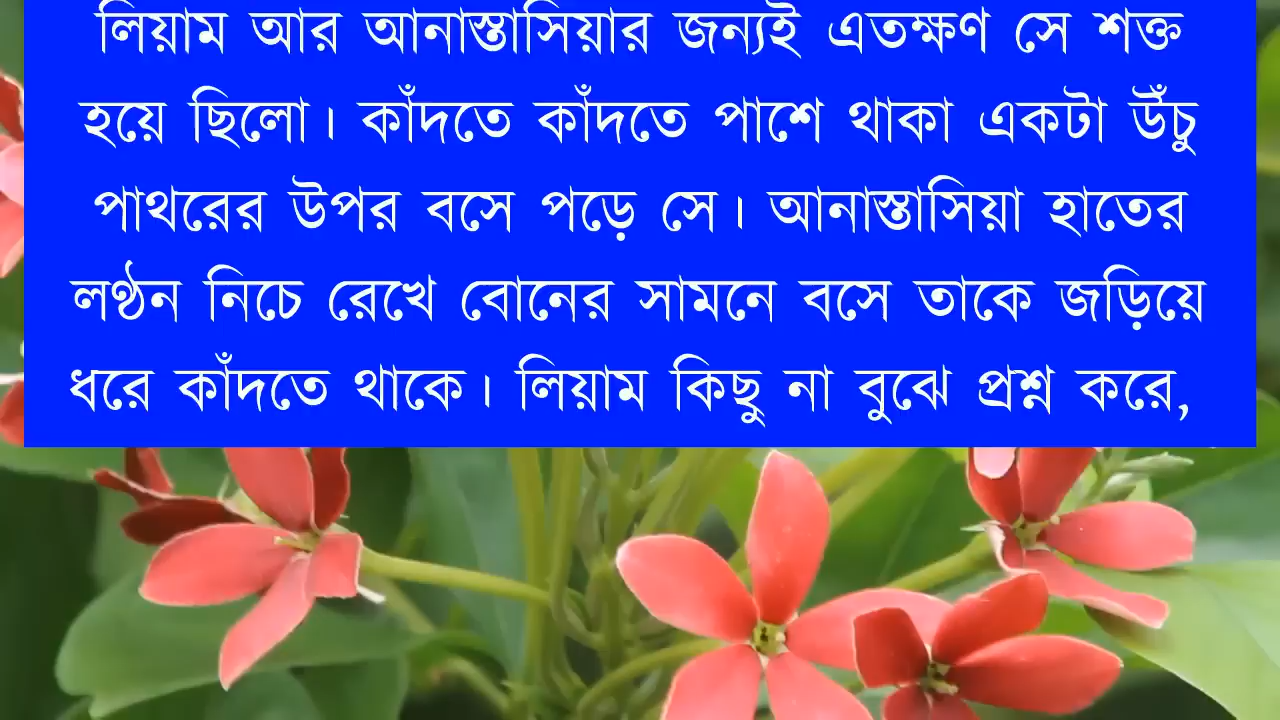 লিয়াম আর আনাস্তাসিয়ার জন্যই এতক্ষণ সে শক্ত
হয়ে ছিলো। কাঁদতে কাঁদতে পাশে থাকা একটা উঁচু
পাথরের উপর বসে পড়ে সে। আনাস্তাসিয়া হাতের
লণ্ঠন নিচে রেখে বোনের সামনে বসে তাকে জড়িয়ে
ধরে কাঁদতে থাকে। লিয়াম কিছু না বুঝে প্রশ্ন করে,